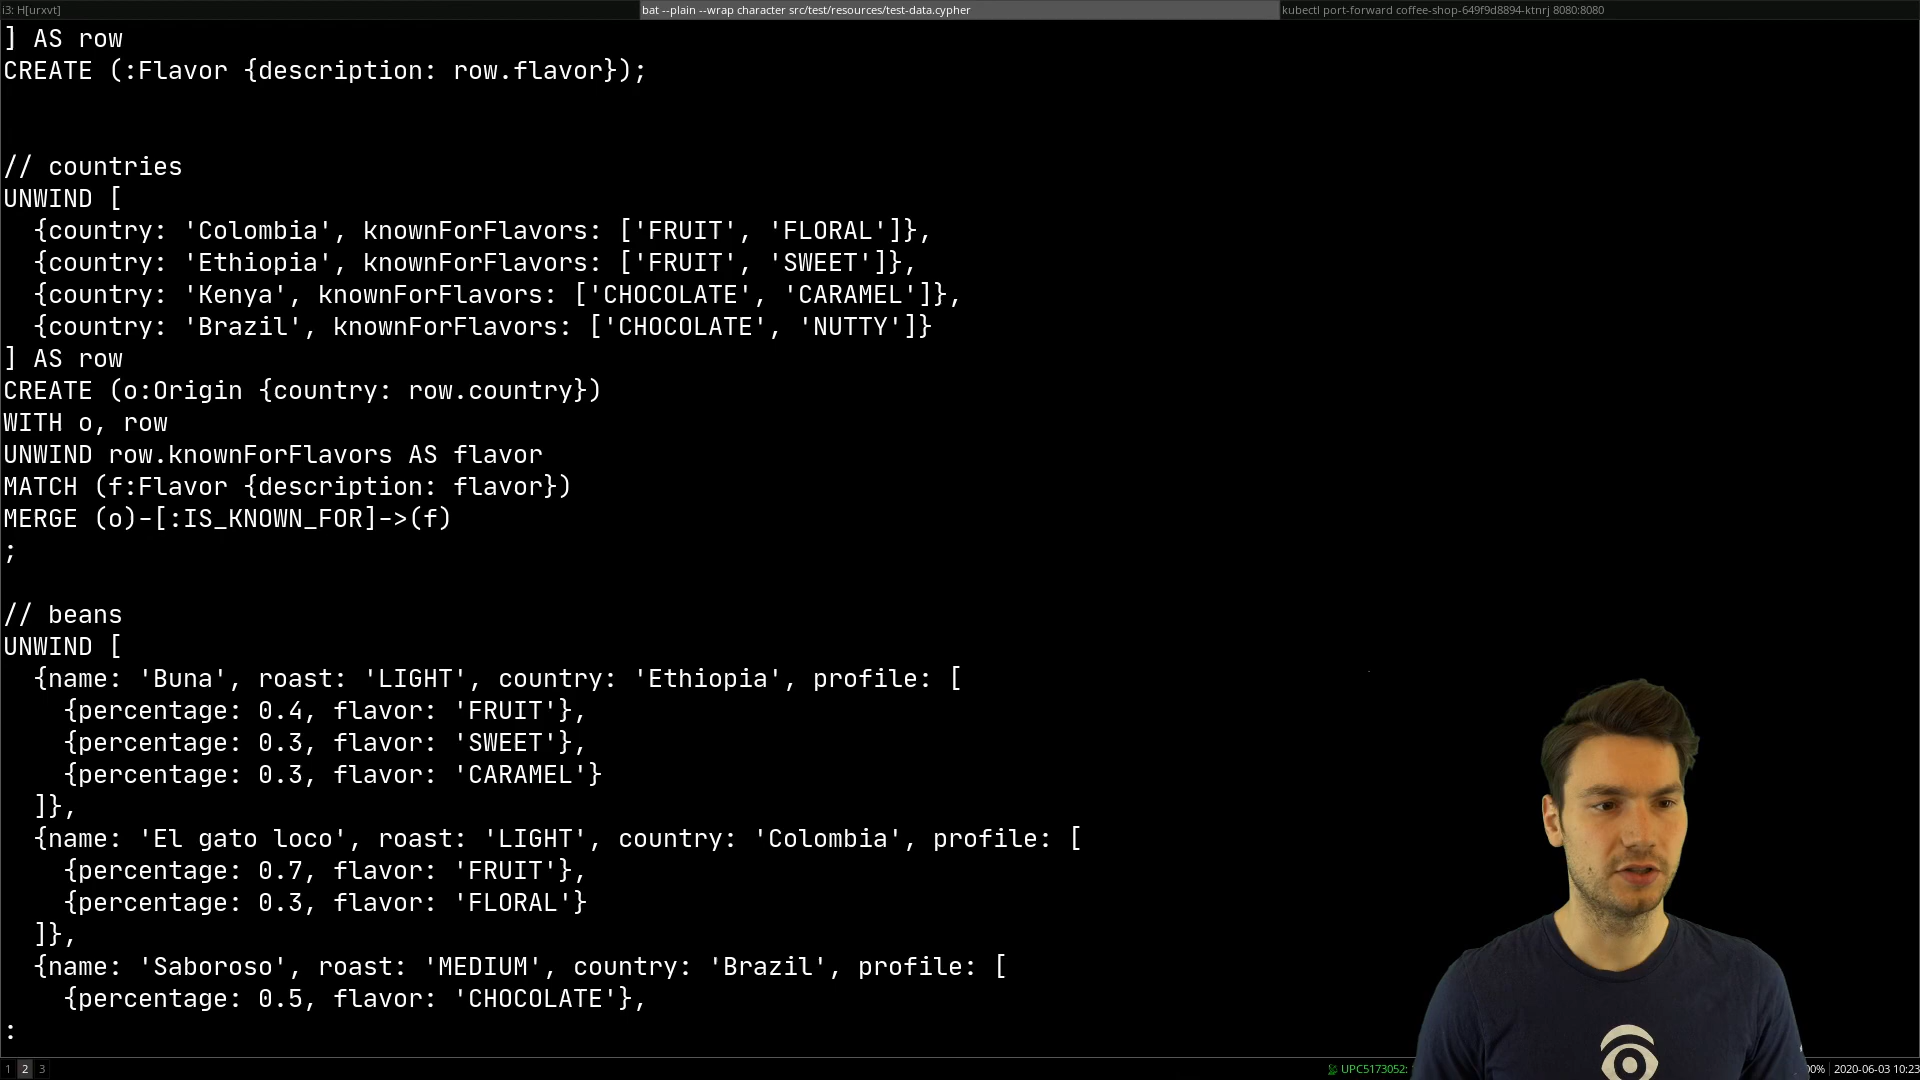 i3: H[urxvt]
bat --plain --wrap character src/test/resources/test-data.cypher
kubectl port-forward coffee-shop-649f9d8894-ktnrj 8080:8080
] AS row
CREATE (:Flavor {description: row.flavor});
// countries
UNWIND [
{country: 'Colombia', knownForFlavors: ['FRUIT', 'FLORAL']},
{country: 'Ethiopia', knownForFlavors: ['FRUIT', 'SWEET']},
{country: 'Kenya', knownForFlavors: ['CHOCOLATE', 'CARAMEL']},
{country: 'Brazil', knownForFlavors: ['CHOCOLATE', 'NUTTY']}
] AS row
CREATE (o:Origin {country: row.country})
WITH o, row
UNWIND row.knownForFlavors AS flavor
MATCH (f:Flavor {description: flavor})
MERGE (o)-[:IS_KNOWN_FOR]->(f)
;
// beans
UNWIND [
{name: 'Buna', roast: 'LIGHT', country: 'Ethiopia', profile: [
{percentage: 0.4, flavor: 'FRUIT'},
{percentage: 0.3, flavor: 'SWEET'},
{percentage: 0.3, flavor: 'CARAMEL'}
]},
{name: 'El gato loco', roast: 'LIGHT', country: 'Colombia', profile: [
{percentage: 0.7, flavor: 'FRUIT'},
{percentage: 0.3, flavor: 'FLORAL'}
]},
{name: 'Saboroso', roast: 'MEDIUM', country: 'Brazil', profile: [
{percentage: 0.5, flavor: 'CHOCOLATE'},
:
1 2 3
UPC5173052:
00% 2020-06-03 10:23